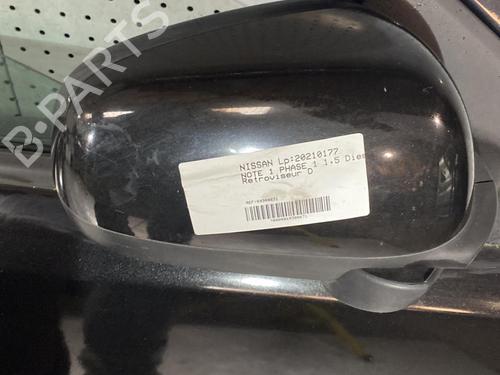 B-PARTS
NISSAN Lp:20210177
NOTE 1 PHASE 1 1.5 Dies
Retroviseur D